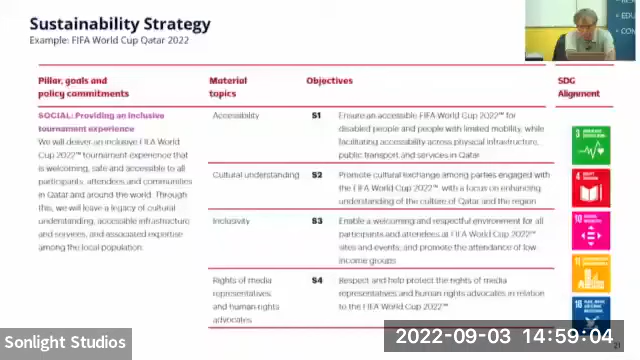 Sustainability Strategy
Example: FIFA World Cup Qatar 2022
Pillar, goals and
policy commitments
Material
topics
Objectives
SDG
Alignment
SOCIAL: Providing an inclusive
tournament experience
We will deliver an inclusive FIFA World
Cup 2022™ tournament experience that
is welcoming, safe and accessible to all
participants, attendees and communities
in Qatar and around the world. Through
this, we will leave a legacy of cultural
understanding, accessible infrastructure
and services, and associated expertise
among the local population.
Accessibility
S1
Ensure an accessible FIFA World Cup 2022™ for
disabled people and people with limited mobility, while
facilitating accessibility across physical infrastructure,
public transport and services in Qatar
Cultural understanding
S2
Promote cultural exchange among parties engaged with
the FIFA World Cup 2022™ with a focus on enhancing
understanding of the culture of Qatar and the region
Inclusivity
S3
Enable a welcoming and respectful environment for all
participants and attendees at FIFA World Cup 2022™
sites and events, and promote the attendance of low
income groups
Rights of media
representatives
and human rights
advocates
S4
Respect and help protect the rights of media
representatives and human rights advocates in relation
to the FIFA World Cup 2022™
3
4
10
11
16
Sonlight Studios
2022-09-03 14:59:04
21